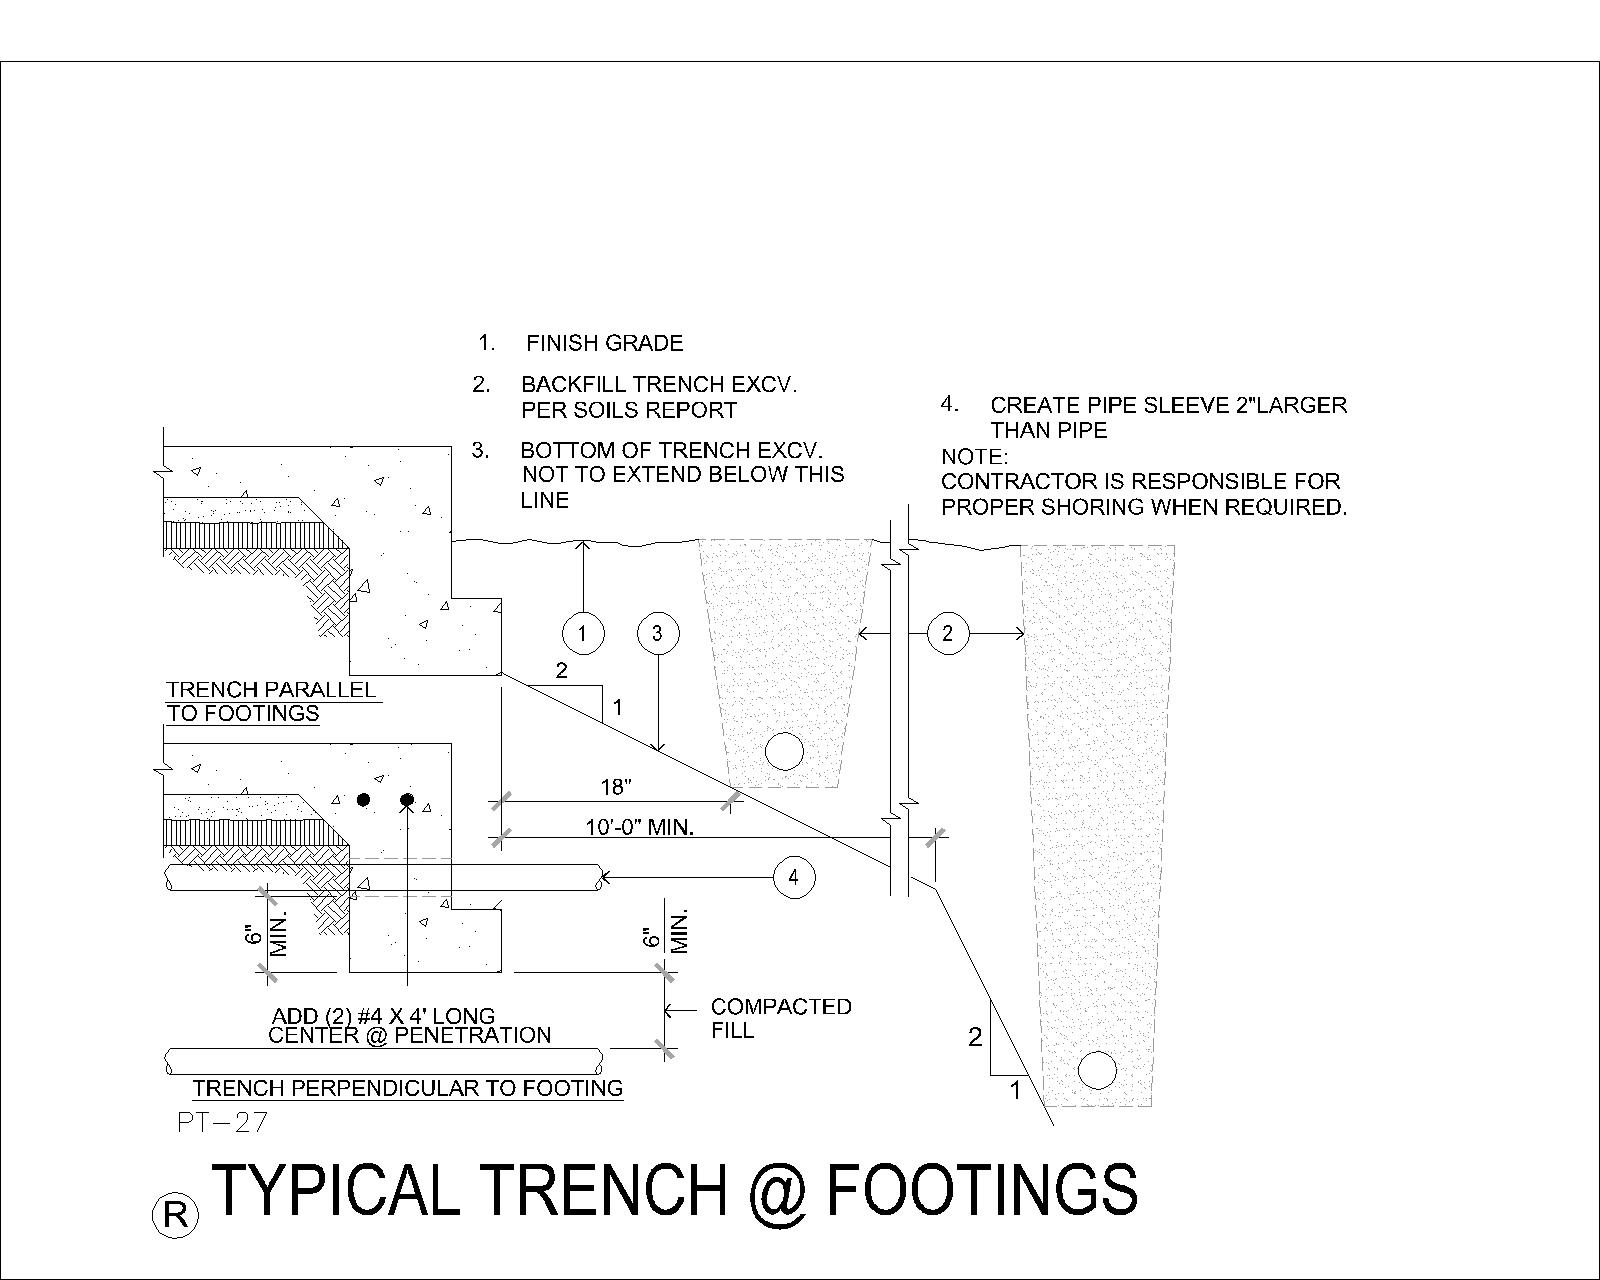 1. FINISH GRADE
2. BACKFILL TRENCH EXCV.
PER SOILS REPORT
3. BOTTOM OF TRENCH EXCV.
NOT TO EXTEND BELOW THIS
LINE
4. CREATE PIPE SLEEVE 2"LARGER
THAN PIPE
NOTE:
CONTRACTOR IS RESPONSIBLE FOR
PROPER SHORING WHEN REQUIRED.
1
3
2
2
1
TRENCH PARALLEL
TO FOOTINGS
18"
10'-0" MIN.
4
6"
MIN.
6"
MIN.
COMPACTED
FILL
ADD (2) #4 X 4' LONG
CENTER @ PENETRATION
2
1
TRENCH PERPENDICULAR TO FOOTING
PT-27
R TYPICAL TRENCH @ FOOTINGS